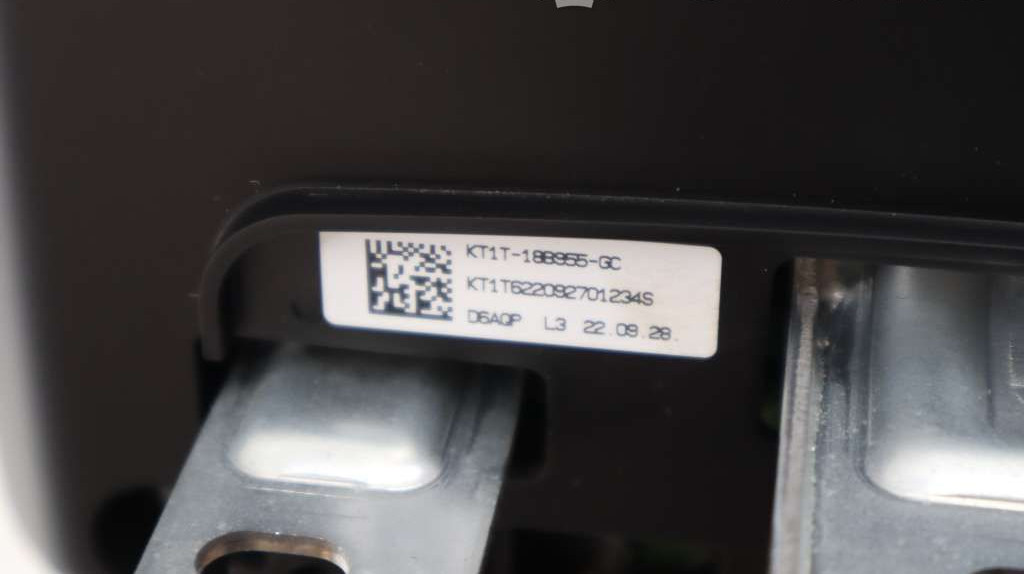 KT1T-18B955-GC
KT1T622092701234S
D6AQP L3 22.09.28.